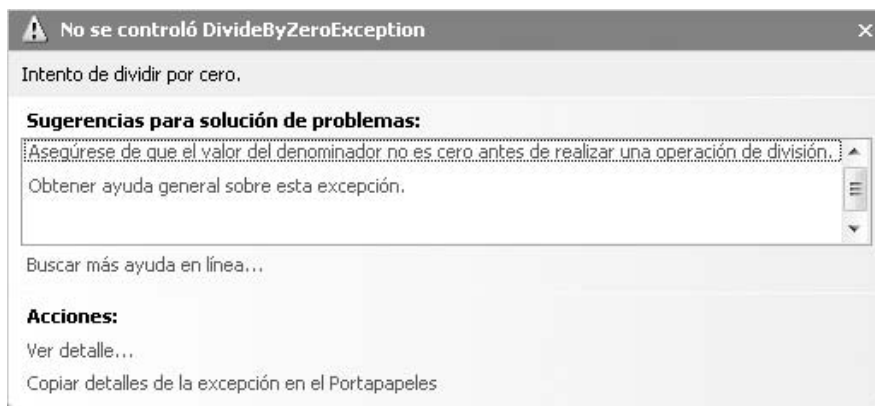 No se controló DivideByZeroException
Intento de dividir por cero.
Sugerencias para solución de problemas:
Asegúrese de que el valor del denominador no es cero antes de realizar una operación de división.
Obtener ayuda general sobre esta excepción.
Buscar más ayuda en línea...
Acciones:
Ver detalle...
Copiar detalles de la excepción en el Portapapeles